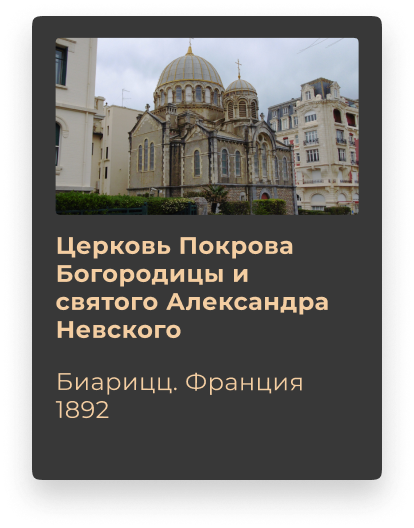 Церковь Покрова
Богородицы и
святого Александра
Невского
Биарицц. Франция
1892